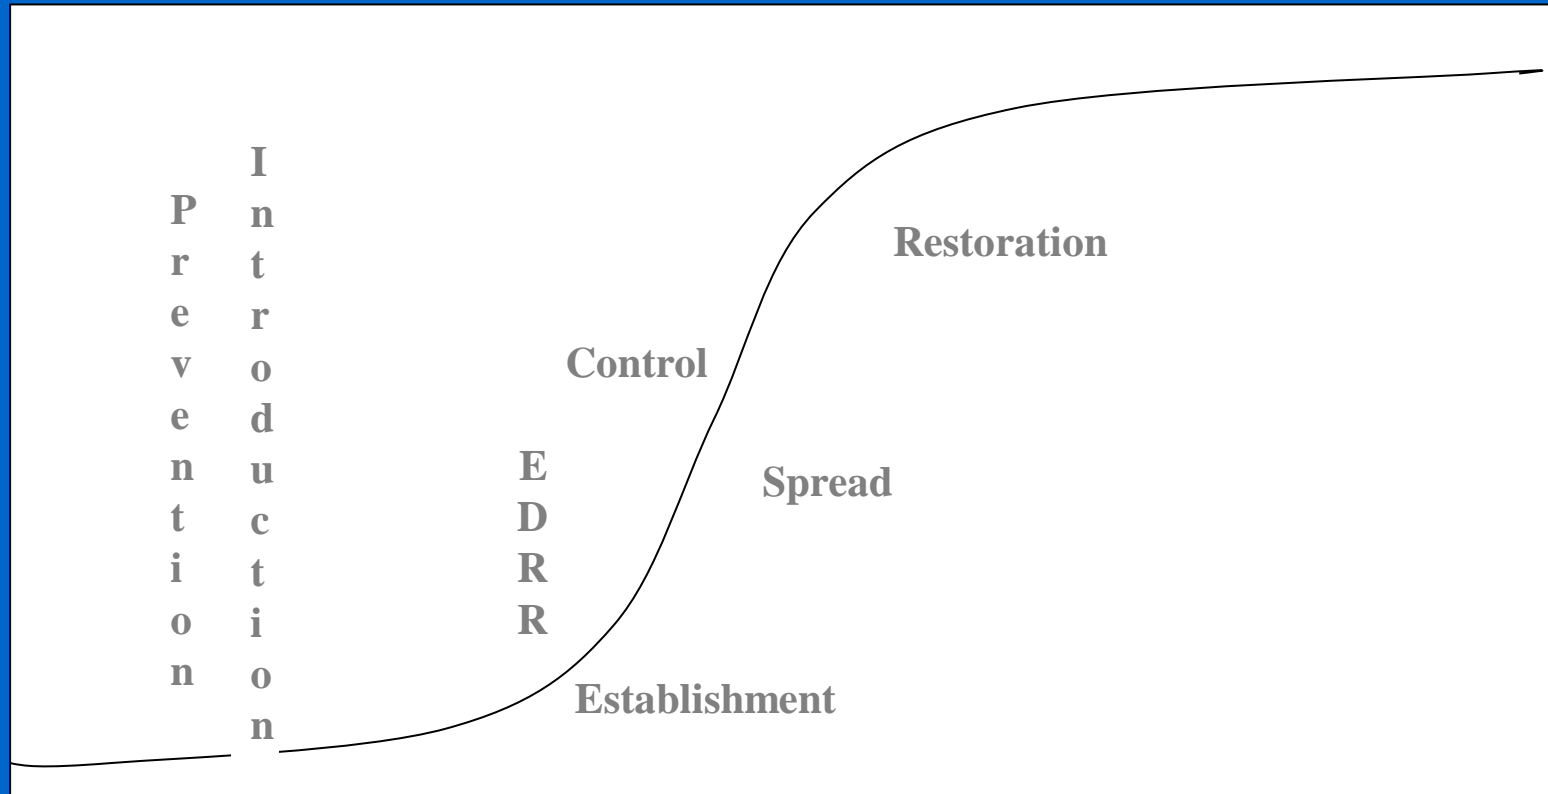 Prevention
Introduction
EDRR
Control
Restoration
Spread
Establishment